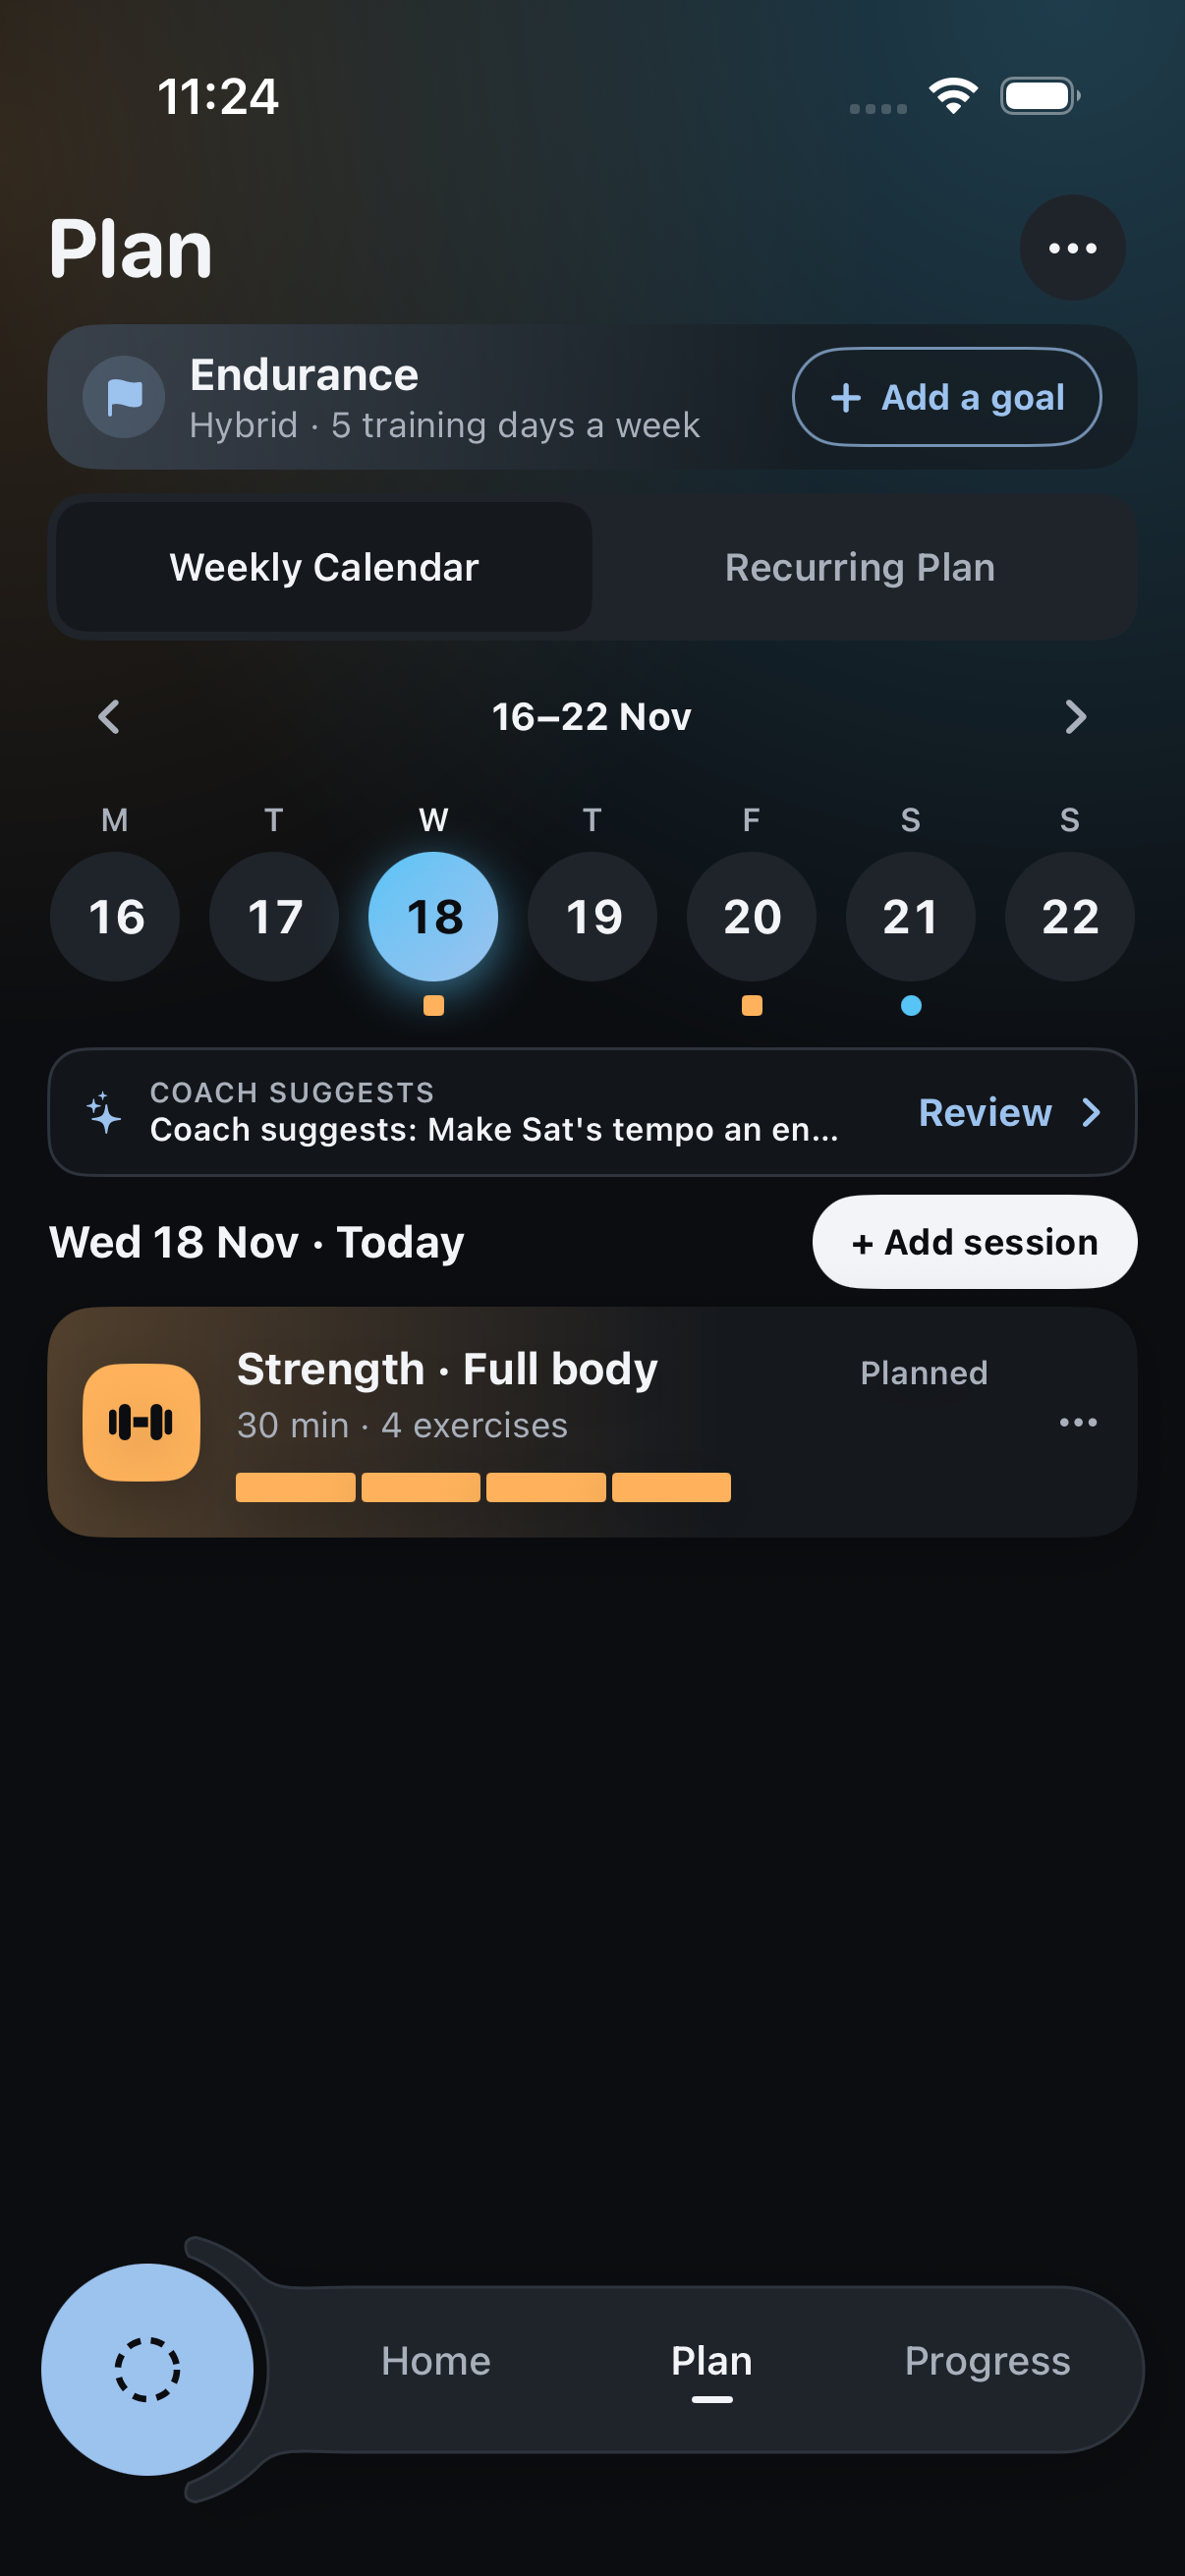 11:24
Plan
Endurance
Hybrid · 5 training days a week
+ Add a goal
Weekly Calendar
Recurring Plan
16–22 Nov
M T W T F S S
16 17 18 19 20 21 22
COACH SUGGESTS
Coach suggests: Make Sat's tempo an en...
Review
Wed 18 Nov · Today
+ Add session
Strength · Full body
Planned
30 min · 4 exercises
Home
Plan
Progress